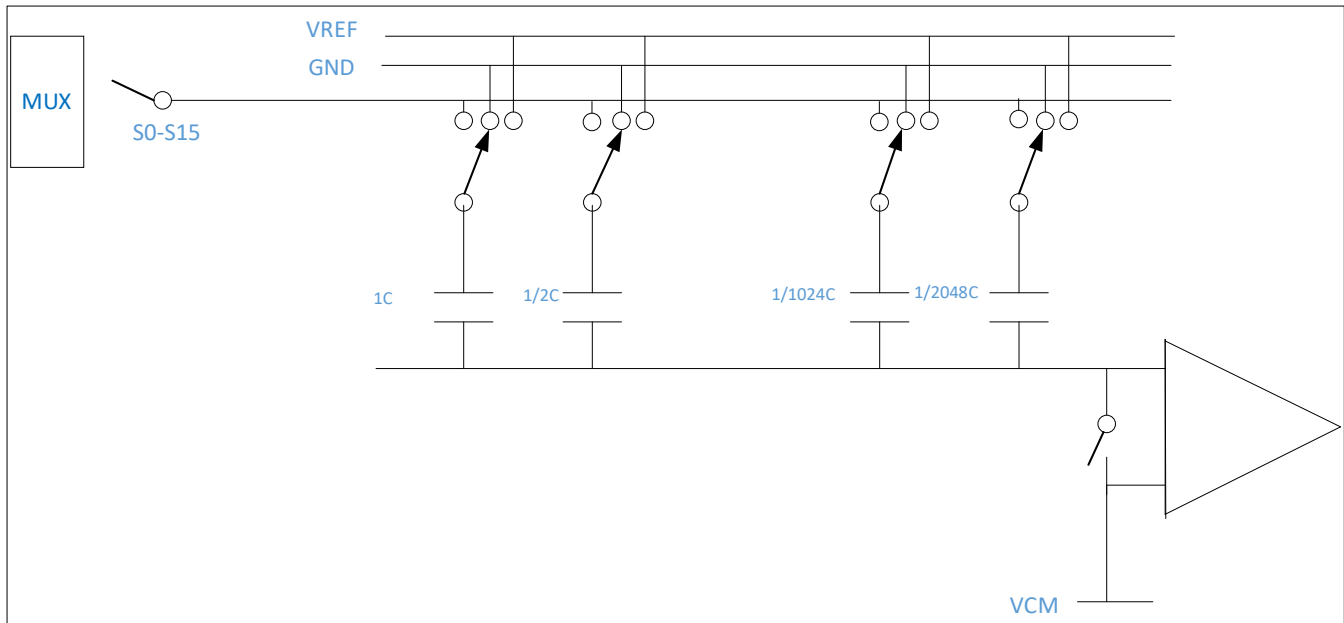 VREF
GND
MUX
S0-S15
1C
1/2C
1/1024C
1/2048C
VCM